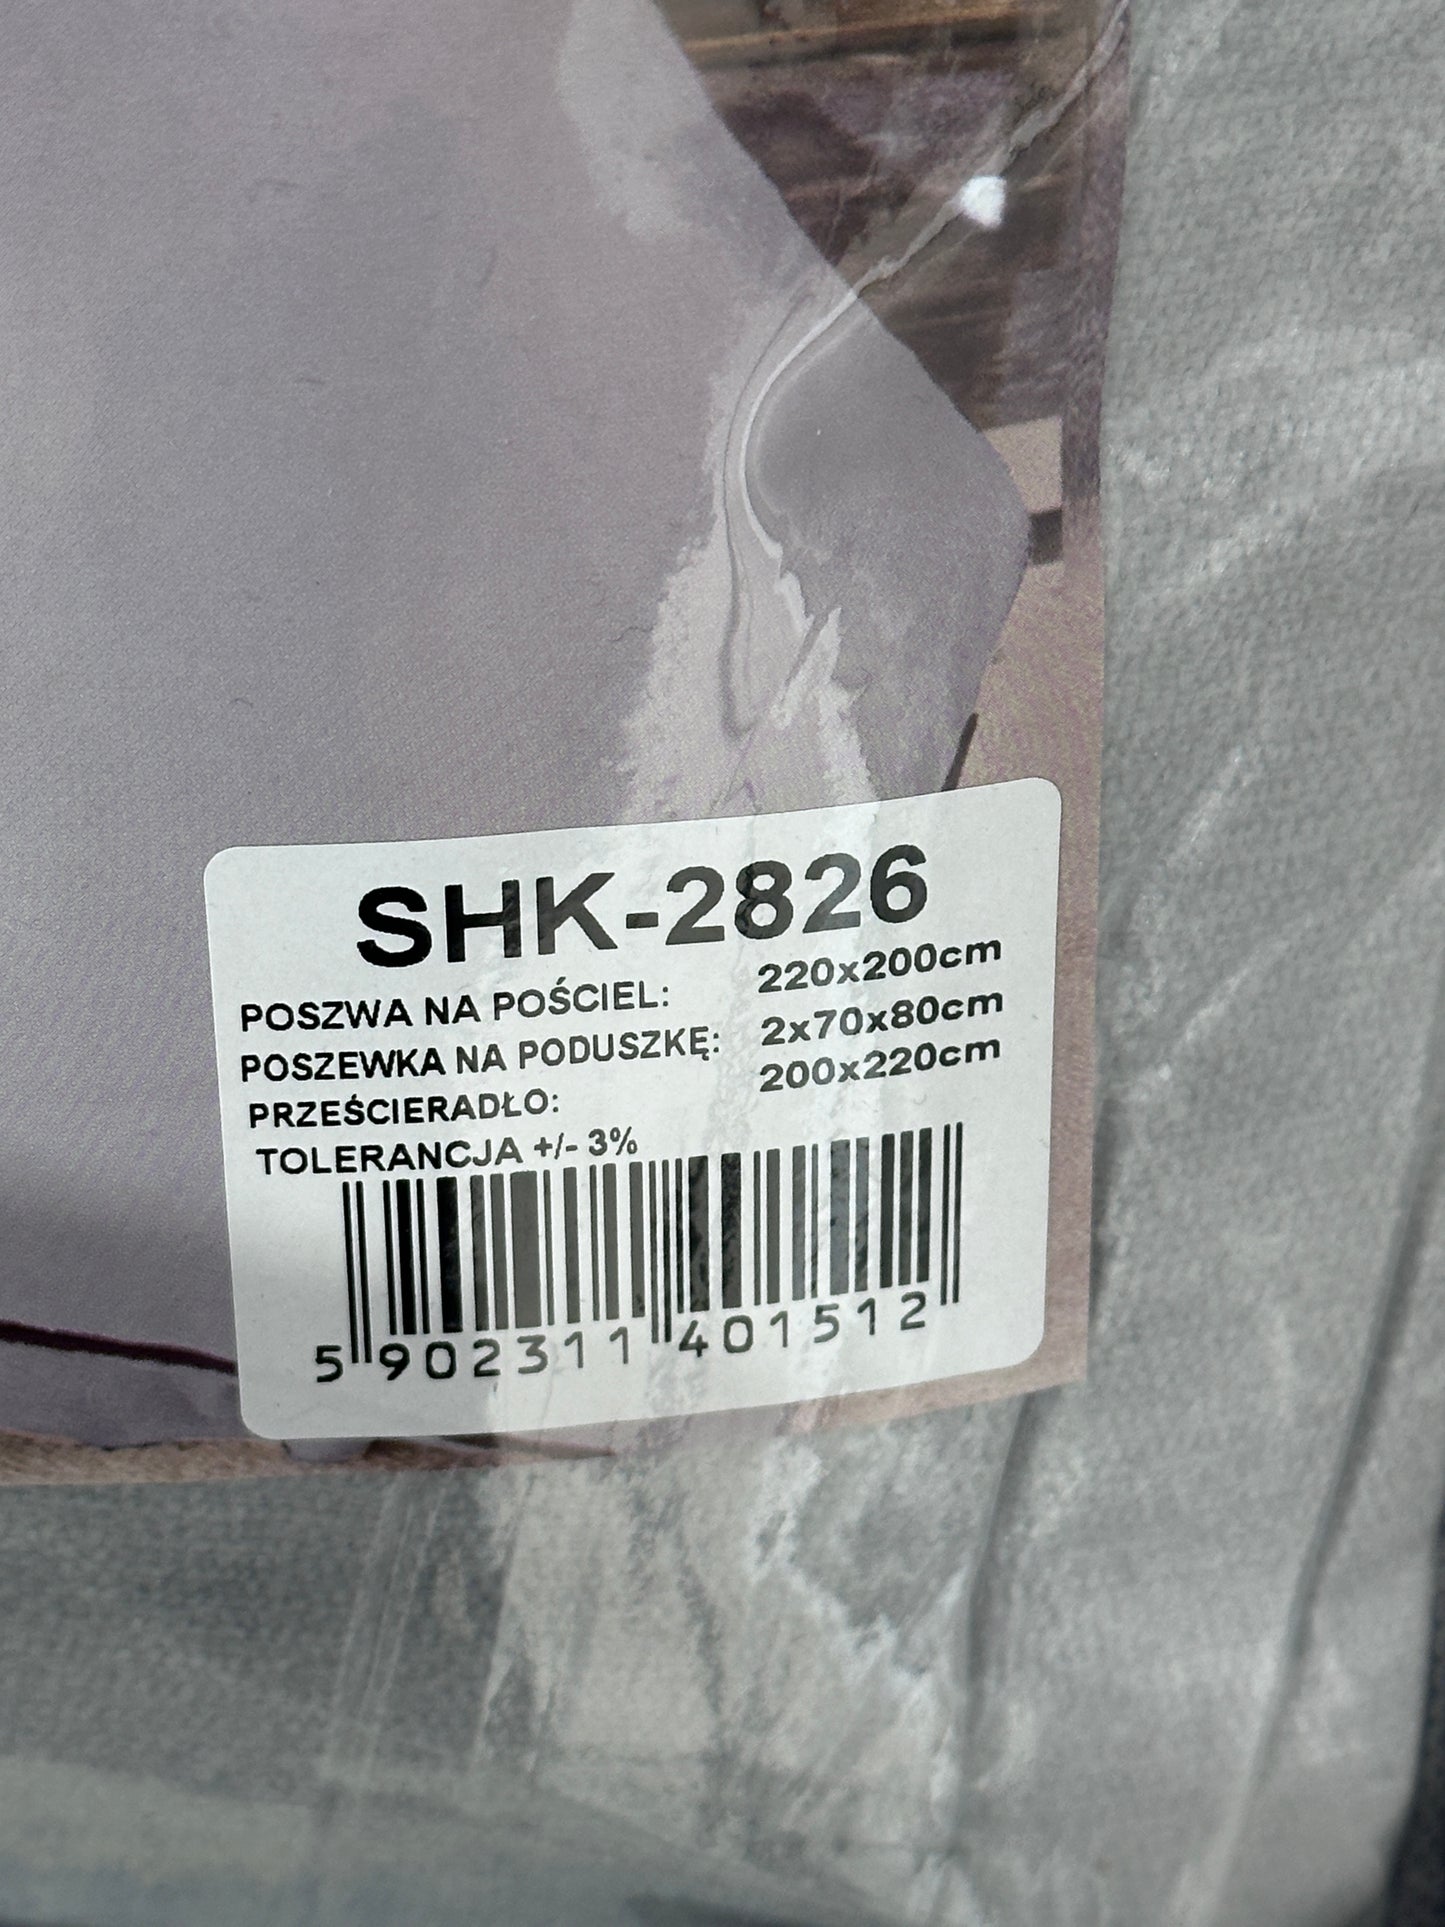 SHK-2826
POSZWA NA POŚCIEL: 220x200cm
POSZEWKA NA PODUSZKĘ: 2x70x80cm
PRZEŚCIERADŁO: 200x220cm
TOLERANCJA +/- 3%
5 902311 401512